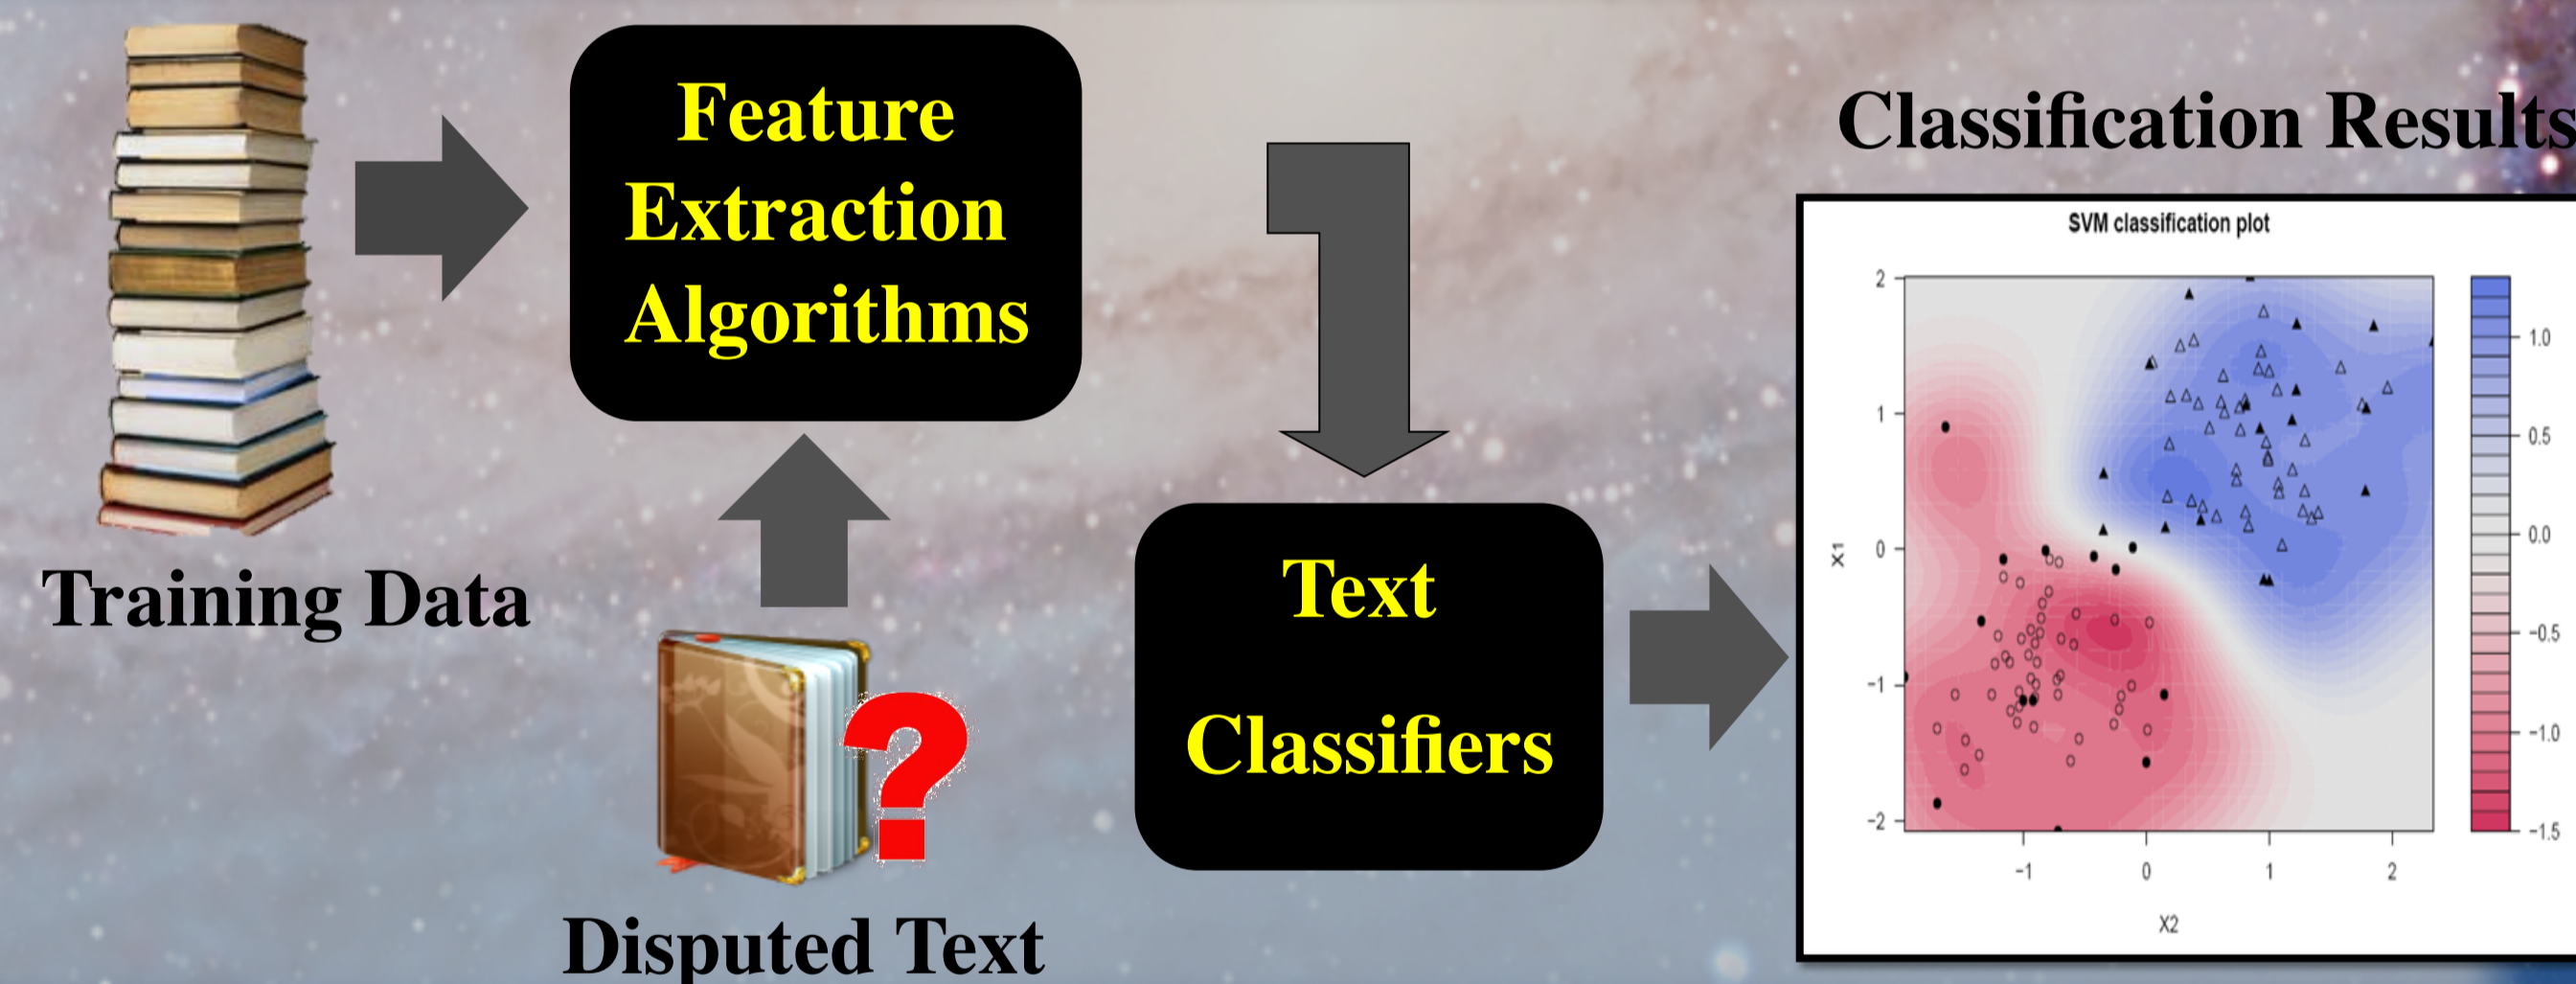 Feature
Extraction
Algorithms
Training Data
?
Disputed Text
Text
Classifiers
Classification Results
SVM classification plot
2
1
0
−1
−2
X1
−1
0
1
2
X2
1.0
0.5
0.0
−0.5
−1.0
−1.5